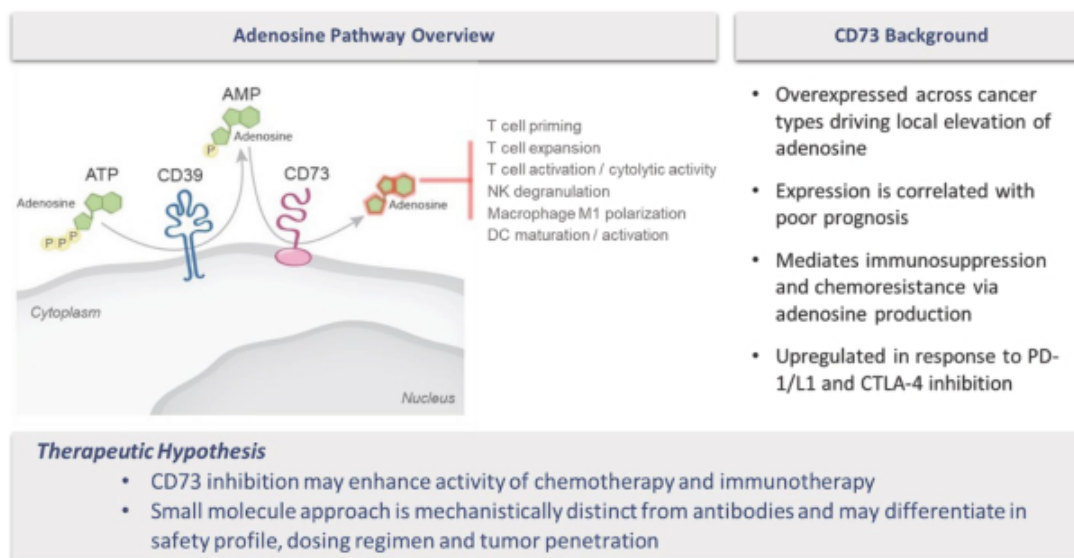 Adenosine Pathway Overview
CD73 Background
AMP
Adenosine
P
ATP
CD39
CD73
Adenosine
P P P
Adenosine
Cytoplasm
Nucleus
T cell priming
T cell expansion
T cell activation / cytolytic activity
NK degranulation
Macrophage M1 polarization
DC maturation / activation
• Overexpressed across cancer
types driving local elevation of
adenosine
• Expression is correlated with
poor prognosis
• Mediates immunosuppression
and chemoresistance via
adenosine production
• Upregulated in response to PD-
1/L1 and CTLA-4 inhibition
Therapeutic Hypothesis
• CD73 inhibition may enhance activity of chemotherapy and immunotherapy
• Small molecule approach is mechanistically distinct from antibodies and may differentiate in
safety profile, dosing regimen and tumor penetration